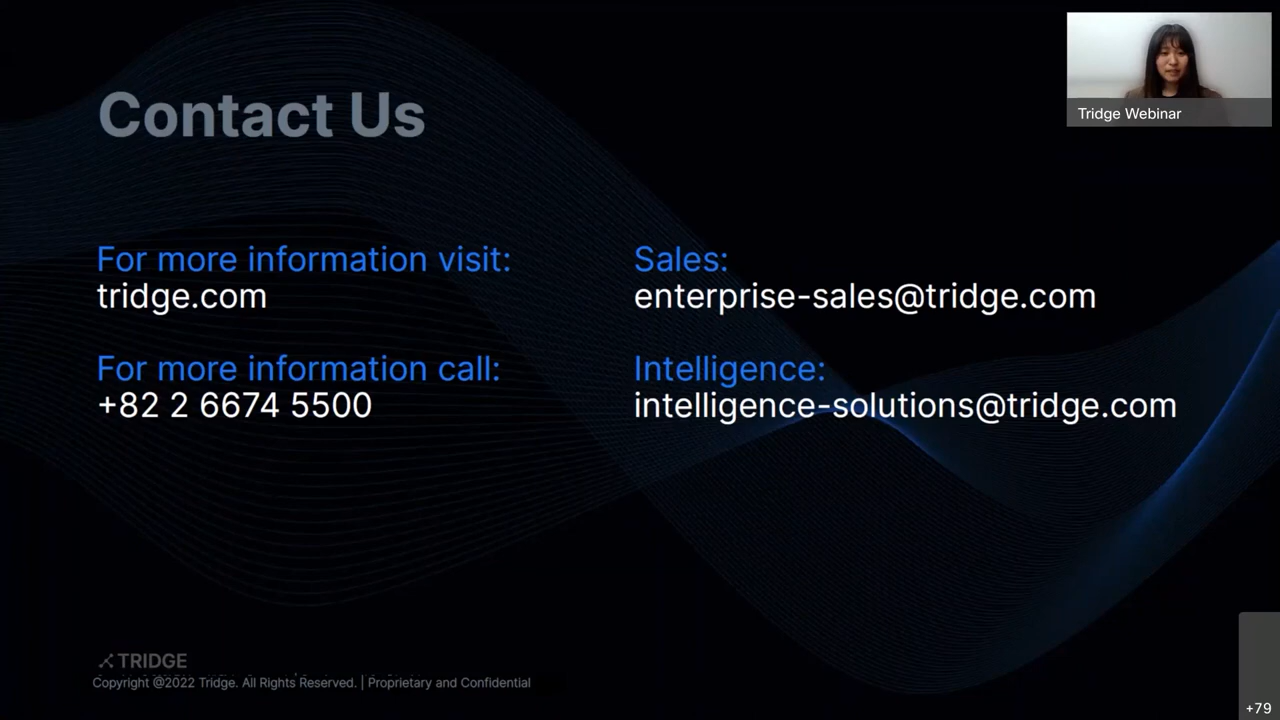 Contact Us
Tridge Webinar
For more information visit:
tridge.com
For more information call:
+82 2 6674 5500
Sales:
enterprise-sales@tridge.com
Intelligence:
intelligence-solutions@tridge.com
TRIDGE
Copyright @2022 Tridge. All Rights Reserved. | Proprietary and Confidential
+79